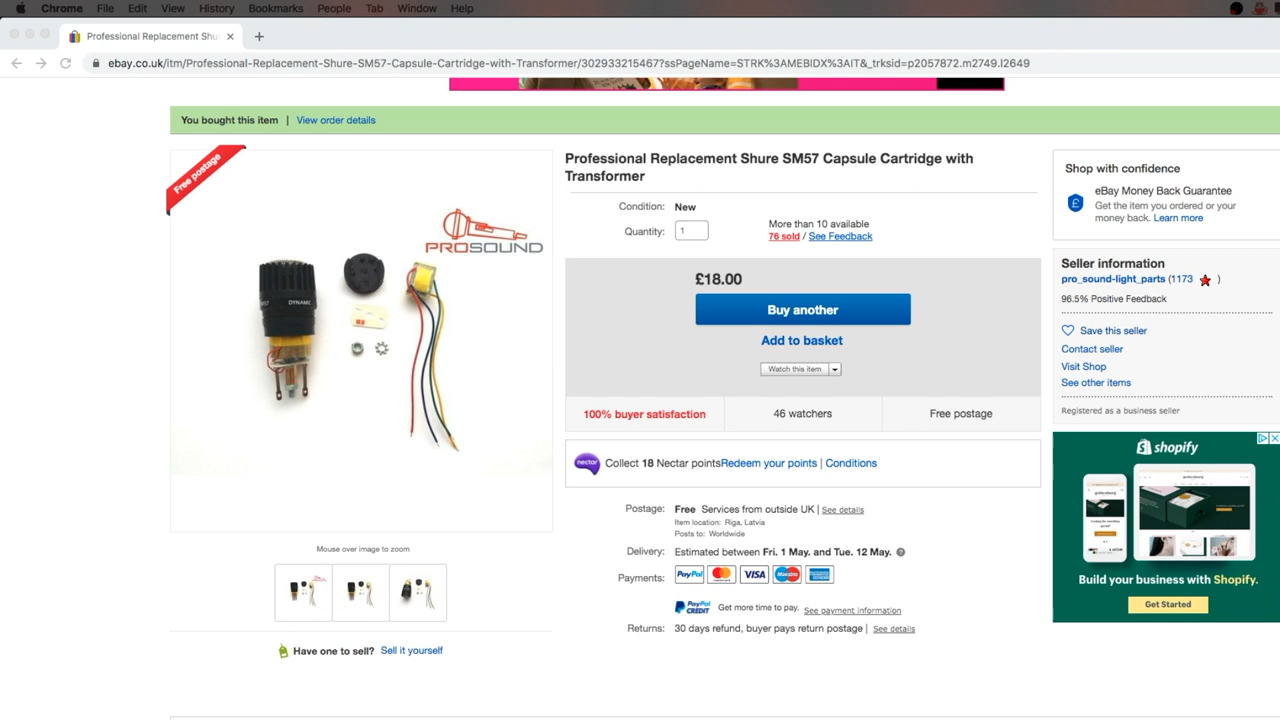 Chrome File Edit View History Bookmarks People Tab Window Help
Professional Replacement Shu
ebay.co.uk/itm/Professional-Replacement-Shure-SM57-Capsule-Cartridge-with-Transformer/302933215467?ssPageName=STRK%3AMEBIDX%3AIT&_trksid=p2057872.m2749.l2649
You bought this item | View order details
Free postage
PROSOUND
DYNAMIC
Mouse over image to zoom
Have one to sell? Sell it yourself
Professional Replacement Shure SM57 Capsule Cartridge with
Transformer
Condition: New
Quantity: 1
More than 10 available
76 sold / See Feedback
£18.00
Buy another
Add to basket
Watch this item
100% buyer satisfaction
46 watchers
Free postage
nectar
Collect 18 Nectar pointsRedeem your points | Conditions
Postage: Free Services from outside UK | See details
Item location: Riga, Latvia
Posts to: Worldwide
Delivery: Estimated between Fri. 1 May. and Tue. 12 May.
Payments: PayPal VISA Maestro
PayPal CREDIT Get more time to pay. See payment information
Returns: 30 days refund, buyer pays return postage | See details
Shop with confidence
eBay Money Back Guarantee
Get the item you ordered or your
money back. Learn more
Seller information
pro_sound-light_parts (1173 )
96.5% Positive Feedback
Save this seller
Contact seller
Visit Shop
See other items
Registered as a business seller
shopify
Build your business with Shopify.
Get Started